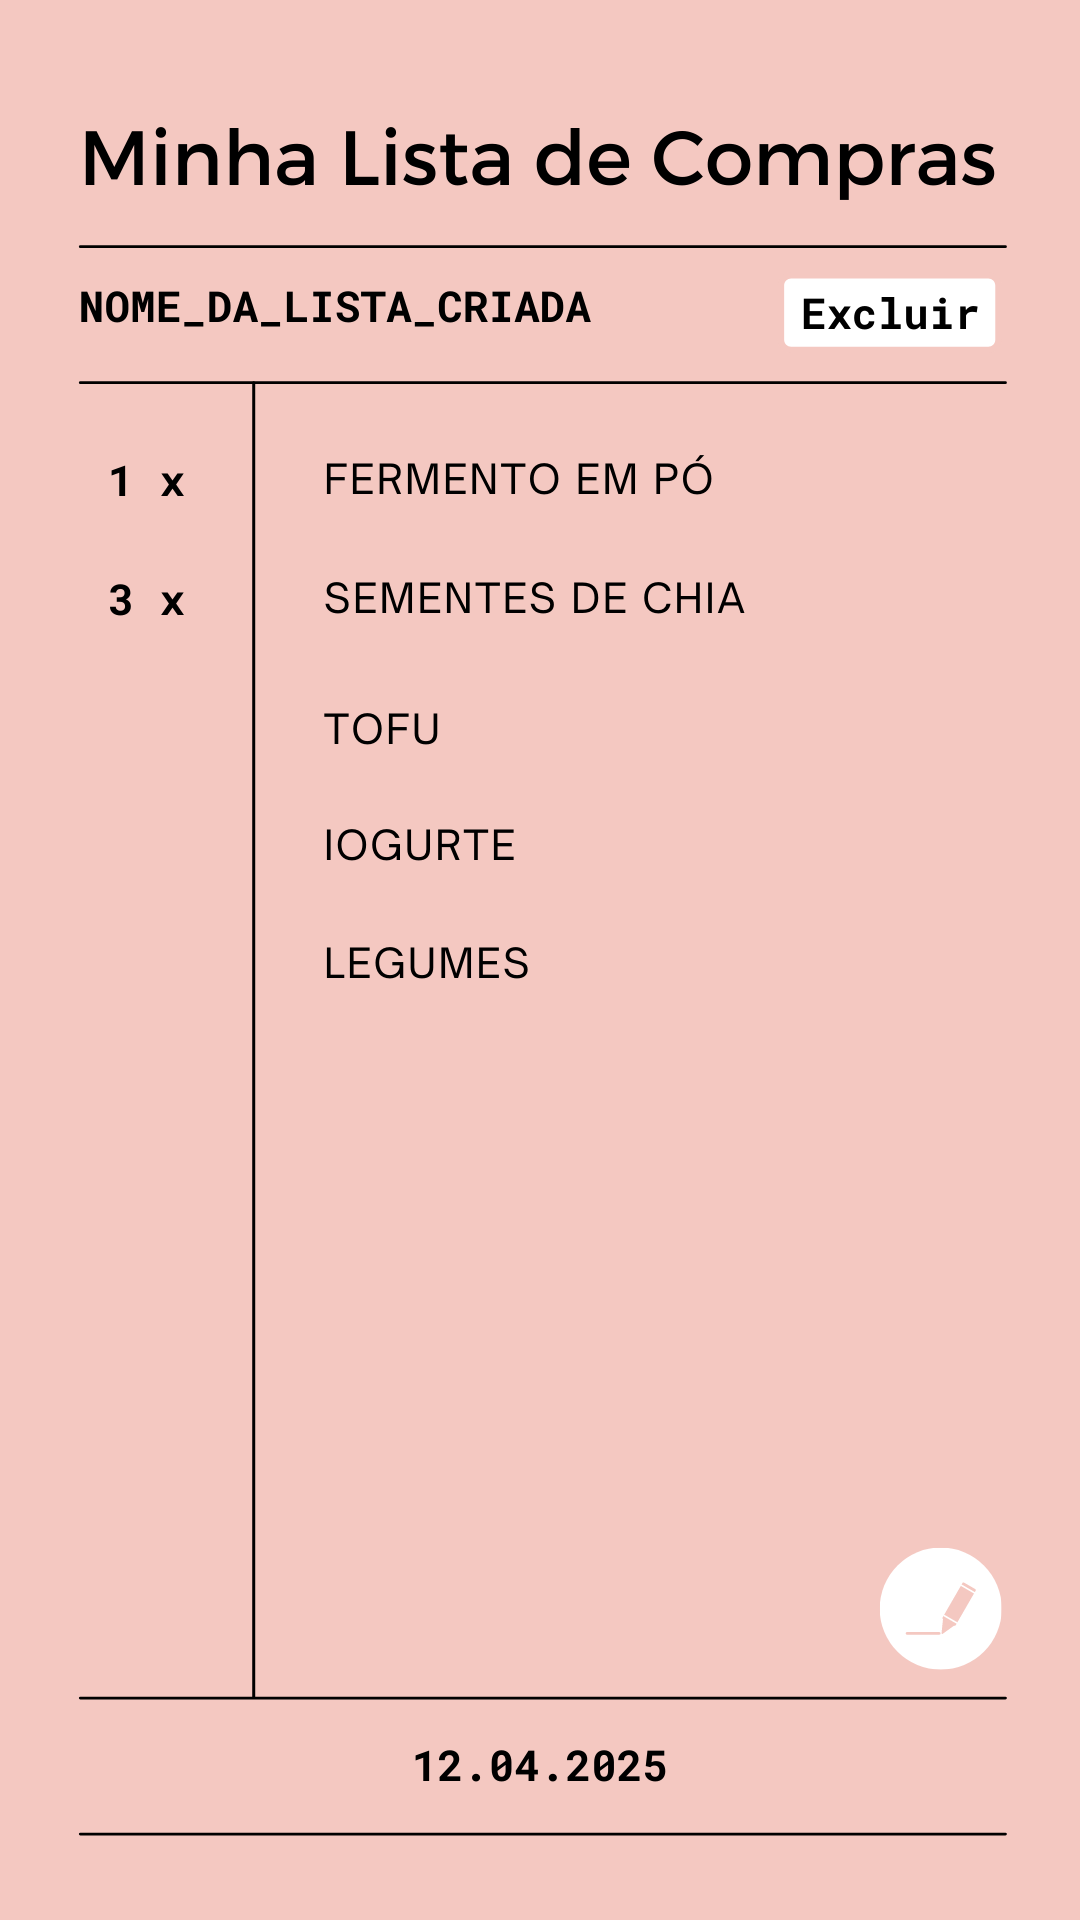 Minha Lista de Compras
NOME_DA_LISTA_CRIADA
Excluir
1 x FERMENTO EM PÓ
3 x SEMENTES DE CHIA
TOFU
IOGURTE
LEGUMES
12.04.2025